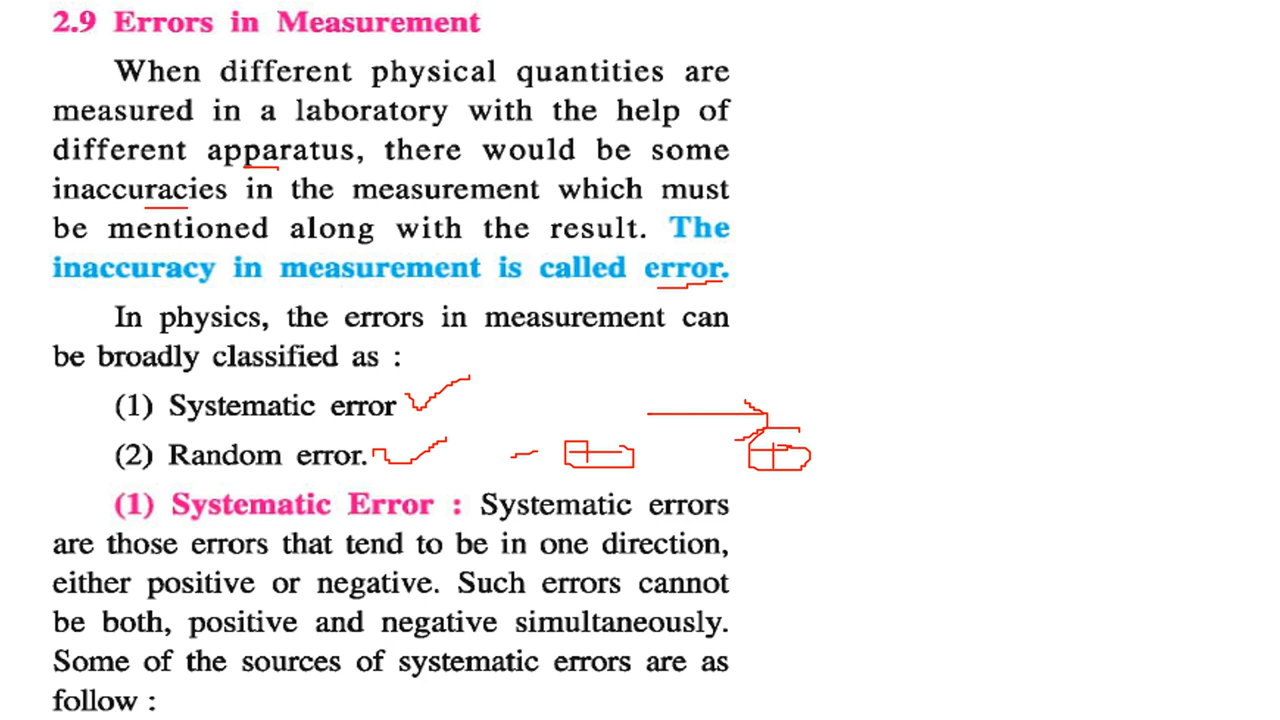 2.9 Errors in Measurement
When different physical quantities are
measured in a laboratory with the help of
different apparatus, there would be some
inaccuracies in the measurement which must
be mentioned along with the result. The
inaccuracy in measurement is called error.
In physics, the errors in measurement can
be broadly classified as :
(1) Systematic error
(2) Random error.
(1) Systematic Error : Systematic errors
are those errors that tend to be in one direction,
either positive or negative. Such errors cannot
be both, positive and negative simultaneously.
Some of the sources of systematic errors are as
follow :